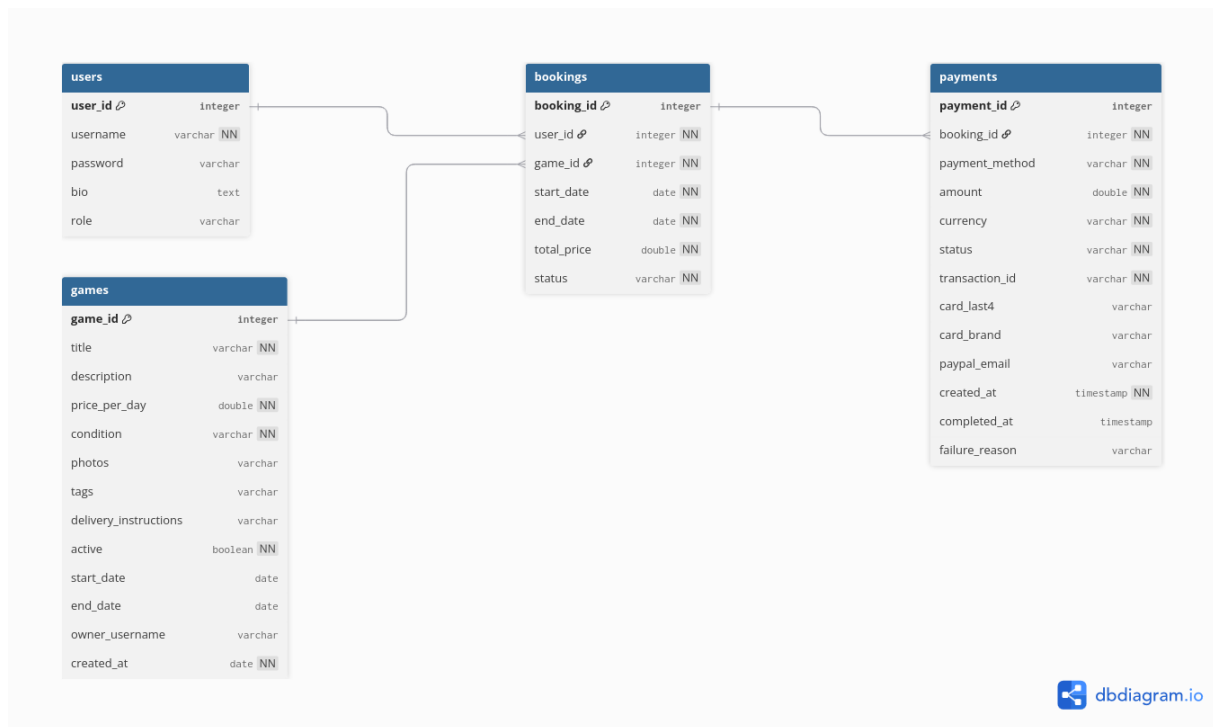 users
user_id integer
username varchar NN
password varchar
bio text
role varchar
games
game_id integer
title varchar NN
description varchar
price_per_day double NN
condition varchar NN
photos varchar
tags varchar
delivery_instructions varchar
active boolean NN
start_date date
end_date date
owner_username varchar
created_at date NN
bookings
booking_id integer
user_id integer NN
game_id integer NN
start_date date NN
end_date date NN
total_price double NN
status varchar NN
payments
payment_id integer
booking_id integer NN
payment_method varchar NN
amount double NN
currency varchar NN
status varchar NN
transaction_id varchar NN
card_last4 varchar
card_brand varchar
paypal_email varchar
created_at timestamp NN
completed_at timestamp
failure_reason varchar
dbdiagram.io